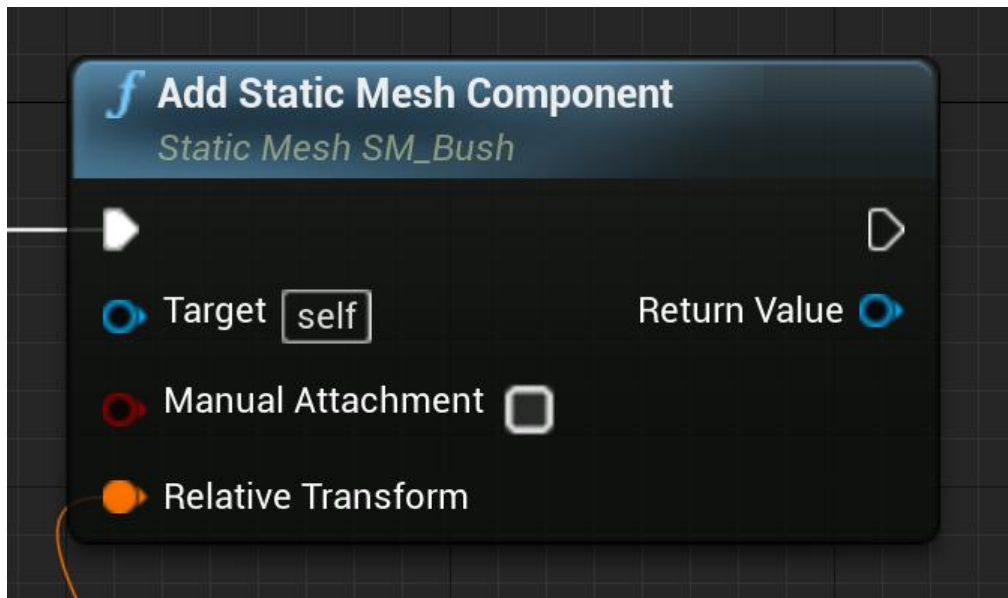 f Add Static Mesh Component
Static Mesh SM_Bush
Target self
Return Value
Manual Attachment
Relative Transform